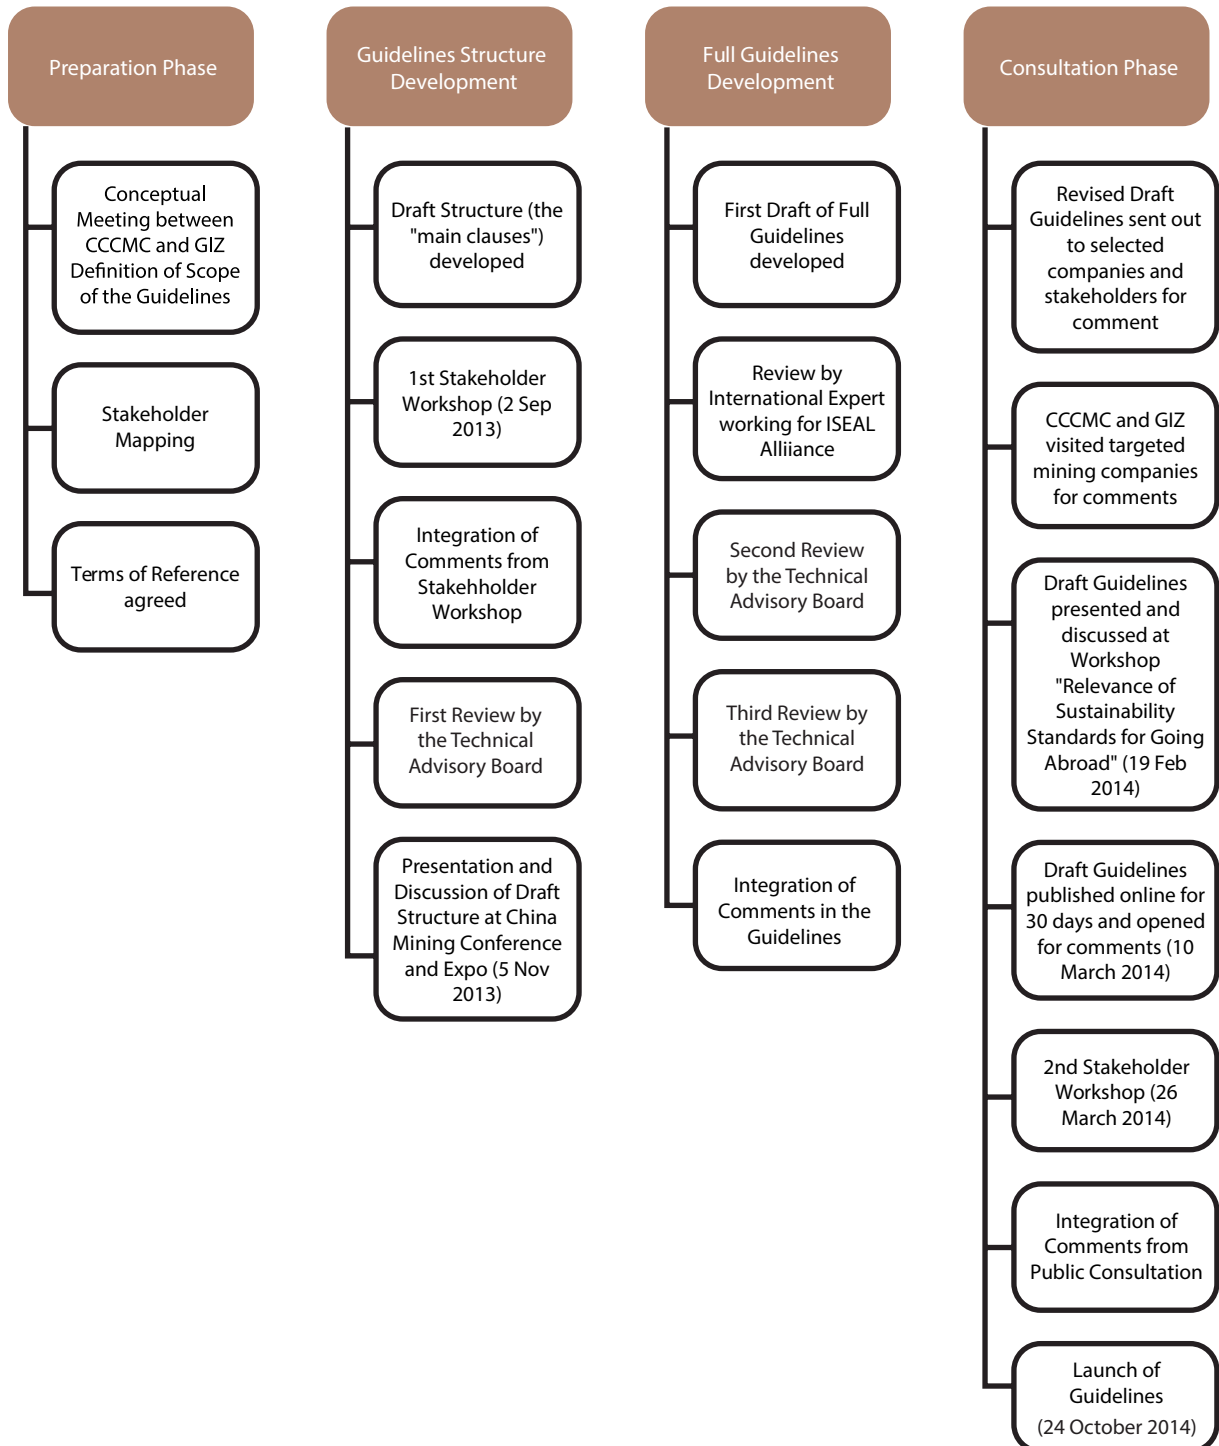 Preparation Phase
Conceptual
Meeting between
CCCMC and GIZ
Definition of Scope
of the Guidelines
Stakeholder
Mapping
Terms of Reference
agreed
Guidelines Structure
Development
Draft Structure (the
"main clauses")
developed
1st Stakeholder
Workshop (2 Sep
2013)
Integration of
Comments from
Stakehholder
Workshop
First Review by
the Technical
Advisory Board
Presentation and
Discussion of Draft
Structure at China
Mining Conference
and Expo (5 Nov
2013)
Full Guidelines
Development
First Draft of Full
Guidelines
developed
Review by
International Expert
working for ISEAL
Alliiance
Second Review
by the Technical
Advisory Board
Third Review by
the Technical
Advisory Board
Integration of
Comments in the
Guidelines
Consultation Phase
Revised Draft
Guidelines sent out
to selected
companies and
stakeholders for
comment
CCCMC and GIZ
visited targeted
mining companies
for comments
Draft Guidelines
presented and
discussed at
Workshop
"Relevance of
Sustainability
Standards for Going
Abroad" (19 Feb
2014)
Draft Guidelines
published online for
30 days and opened
for comments (10
March 2014)
2nd Stakeholder
Workshop (26
March 2014)
Integration of
Comments from
Public Consultation
Launch of
Guidelines
(24 October 2014)